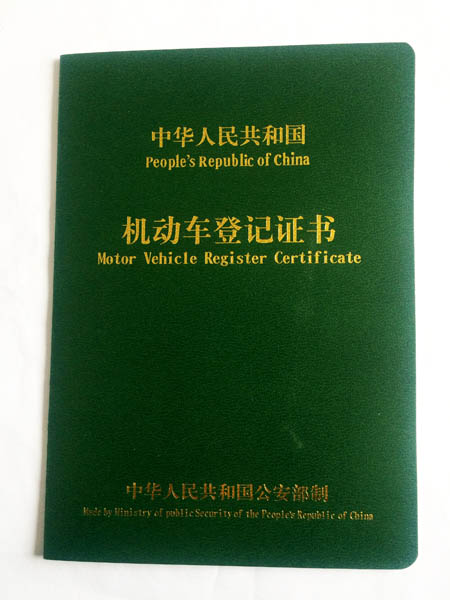 中华人民共和国
People's Republic of China
机动车登记证书
Motor Vehicle Register Certificate
中华人民共和国公安部制
Made by Ministry of public Security of the People's Republic of China